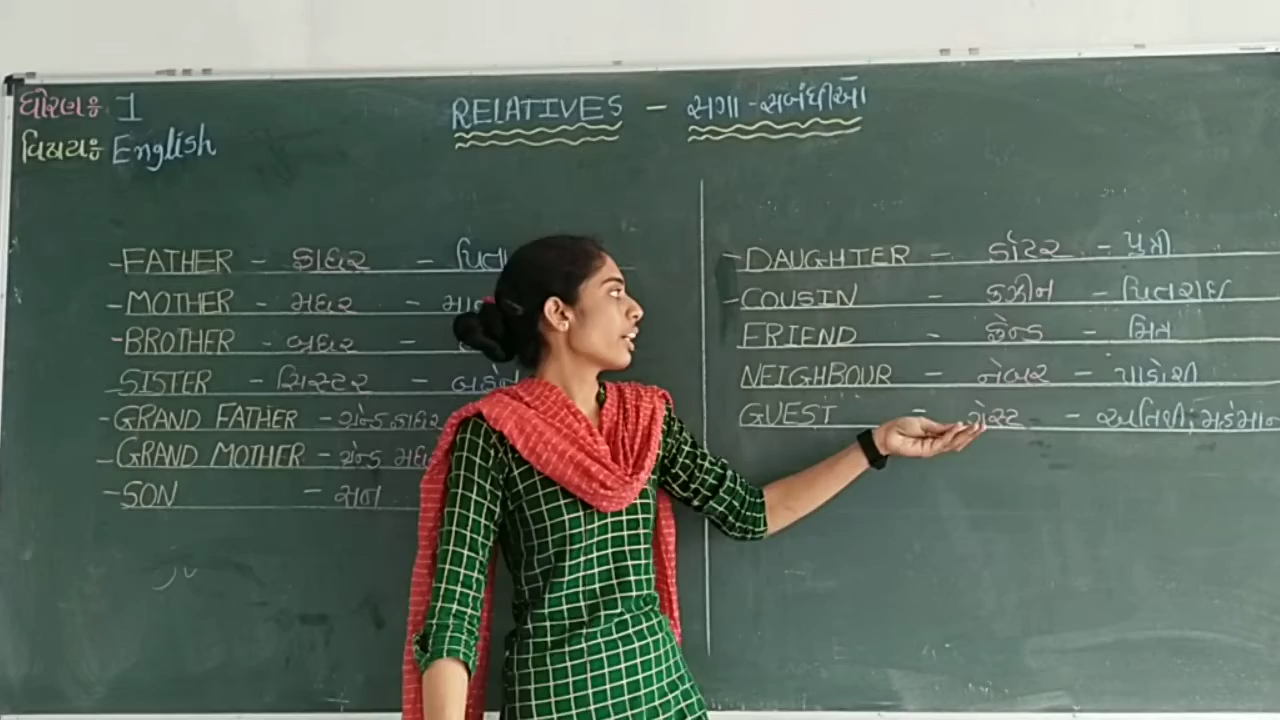 ધોરણઃ 1
વિષયઃ English
RELATIVES – સગા-સબંધીઓ
-FATHER – ફાધર – પિતા
-MOTHER – મધર –
-BROTHER - બ્રધર –
-SISTER – સિસ્ટર – બહેન
-GRAND FATHER – ગ્રેન્ડ ફાધર
-GRAND MOTHER – ગ્રેન્ડ મધર
-SON – સન
-DAUGHTER – ડૉટર – પુત્રી
-COUSIN – કઝીન – પિતરાઈ
FRIEND – ફ્રેન્ડ – મિત્ર
NEIGHBOUR – નેબર – પાડોશી
GUEST – ગેસ્ટ – અતિથી, મહેમાન